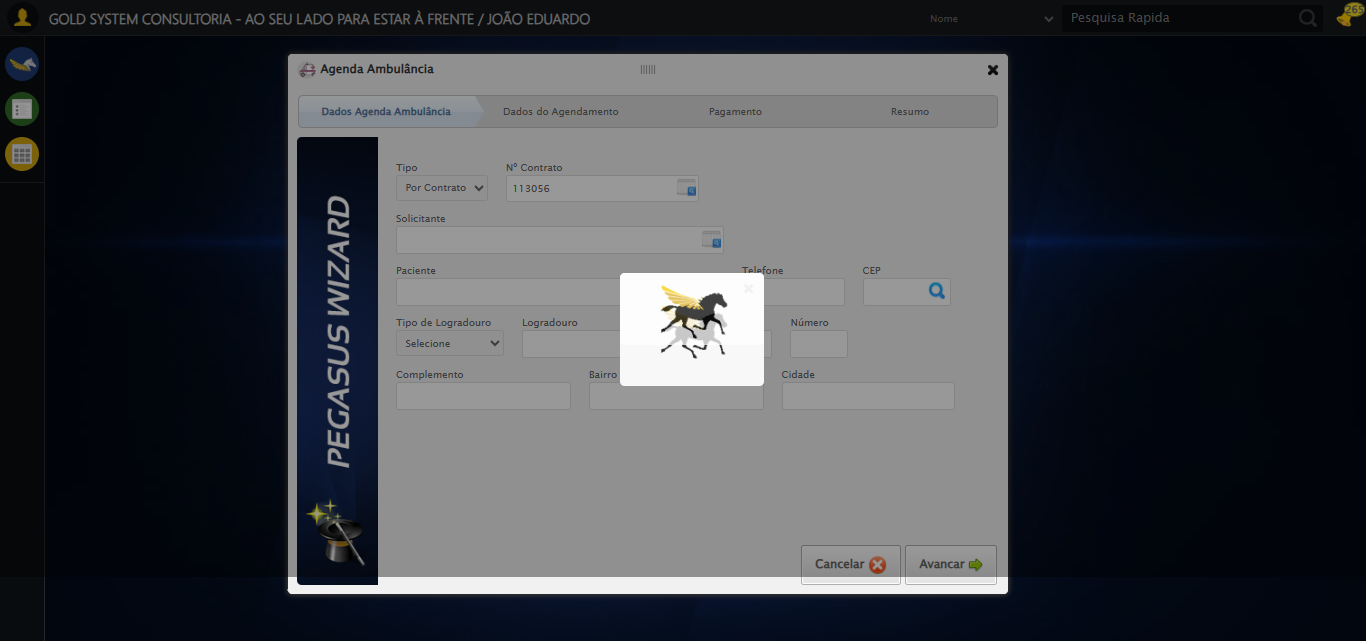 GOLD SYSTEM CONSULTORIA - AO SEU LADO PARA ESTAR À FRENTE / JOÃO EDUARDO
Nome
Pesquisa Rapida
265
Agenda Ambulância
Dados Agenda Ambulância
Dados do Agendamento
Pagamento
Resumo
PEGASUS WIZARD
Tipo
Nº Contrato
Por Contrato
113056
Solicitante
Paciente
Telefone
CEP
Tipo de Logradouro
Logradouro
Número
Selecione
Complemento
Bairro
Cidade
Cancelar
Avancar